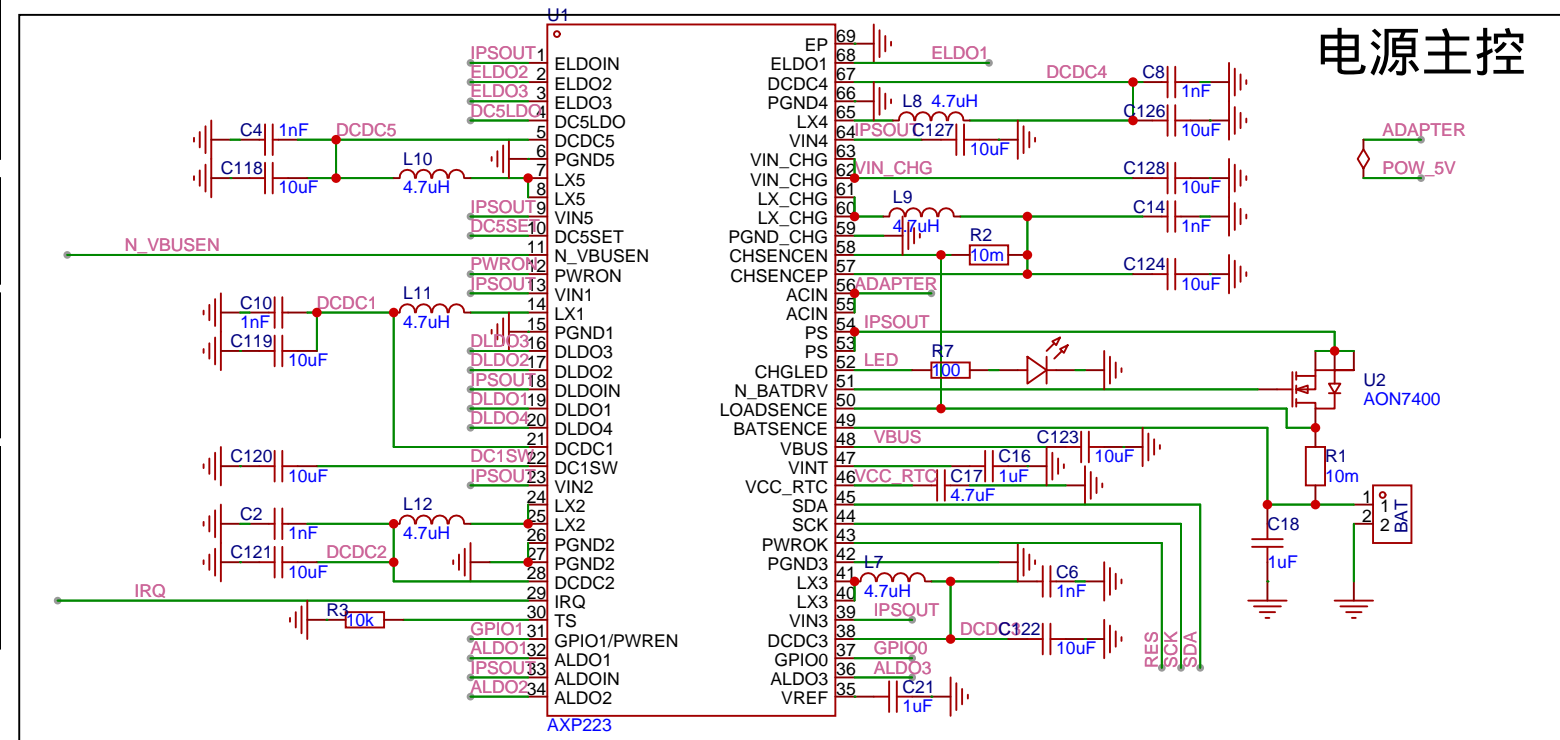 U1
电源主控
IPSOUT 1 ELDOIN
ELDO2 2 ELDO2
ELDO3 3 ELDO3
DC5LDO 4 DC5LDO
C4 1nF DCDC5 5 DCDC5
6 PGND5
C118 10uF L10 4.7uH 7 LX5
8 LX5
IPSOUT 9 VIN5
DC5SET 10 DC5SET
N_VBUSEN 11 N_VBUSEN
PWRON 12 PWRON
IPSOUT 13 VIN1
C10 1nF DCDC1 L11 4.7uH 14 LX1
15 PGND1
C119 10uF DLDO3 16 DLDO3
DLDO2 17 DLDO2
IPSOUT 18 DLDOIN
DLDO1 19 DLDO1
DLDO4 20 DLDO4
21 DCDC1
C120 10uF DC1SW 22 DC1SW
IPSOUT 23 VIN2
24 LX2
C2 1nF L12 4.7uH 25 LX2
26 PGND2
C121 10uF DCDC2 27 PGND2
28 DCDC2
IRQ 29 IRQ
R3 10k 30 TS
GPIO1 31 GPIO1/PWREN
ALDO1 32 ALDO1
IPSOUT 33 ALDOIN
ALDO2 34 ALDO2
AXP223
EP 69
ELDO1 68 ELDO1
DCDC4 67 DCDC4 C8 1nF
PGND4 66
LX4 65 L8 4.7uH C126 10uF
VIN4 64 IPSOUT C127 10uF
VIN_CHG 63
VIN_CHG 62 VIN_CHG C128 10uF
LX_CHG 61
LX_CHG 60 L9 4.7uH C14 1nF
PGND_CHG 59
CHSENCEN 58 R2 10m
CHSENCEP 57 C124 10uF
ACIN 56 ADAPTER
ACIN 55
PS 54 IPSOUT
PS 53
CHGLED 52 LED R7 100
N_BATDRV 51 U2 AON7400
LOADSENCE 50
BATSENCE 49
VBUS 48 VBUS C123 10uF
VINT 47 C16 1uF
VCC_RTC 46 VCC_RTC C17 4.7uF
SDA 45
SCK 44
PWROK 43
PGND3 42
LX3 41 L7 4.7uH C6 1nF
LX3 40
VIN3 39 IPSOUT
DCDC3 38 DCDC3 C122 10uF
GPIO0 37 GPIO0
ALDO3 36 ALDO3
VREF 35 C21 1uF
ADAPTER
POW_5V
R1 10m
1 1
2 2
BAT
C18 1uF
RES
SCK
SDA